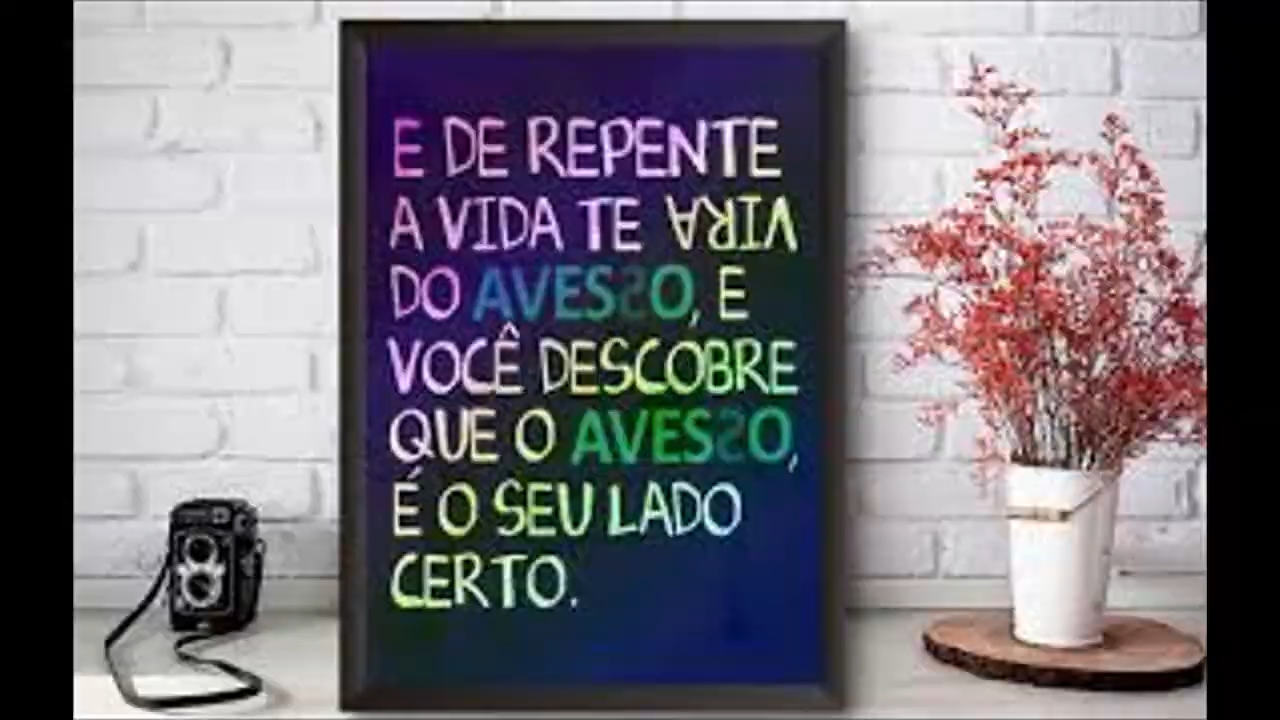 E DE REPENTE
A VIDA TE VIRA
DO AVESSO, E
VOCÊ DESCOBRE
QUE O AVESSO,
É O SEU LADO
CERTO.